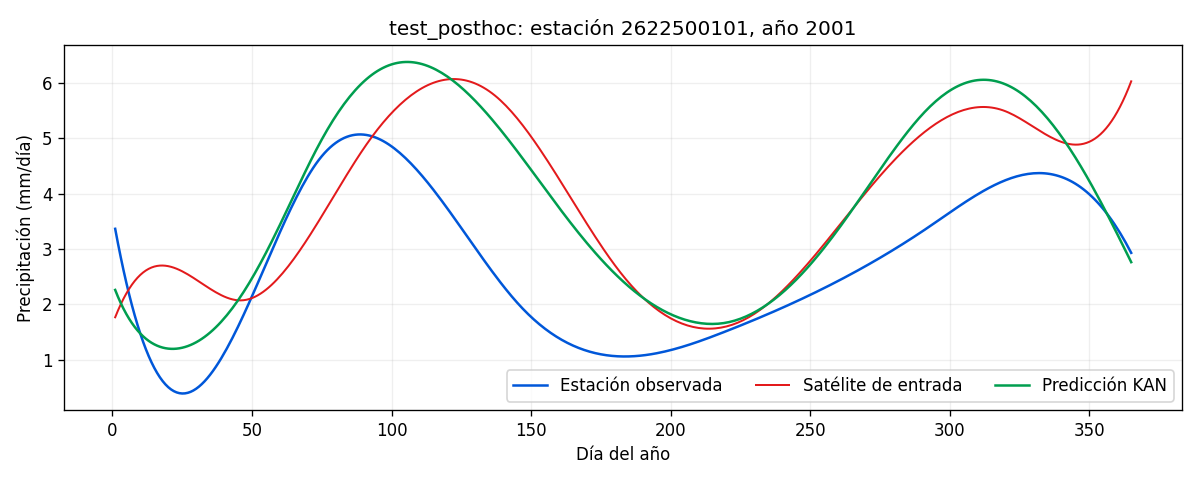 test_posthoc: estación 2622500101, año 2001
Precipitación (mm/día)
6
5
4
3
2
1
0 50 100 150 200 250 300 350
Día del año
Estación observada Satélite de entrada Predicción KAN